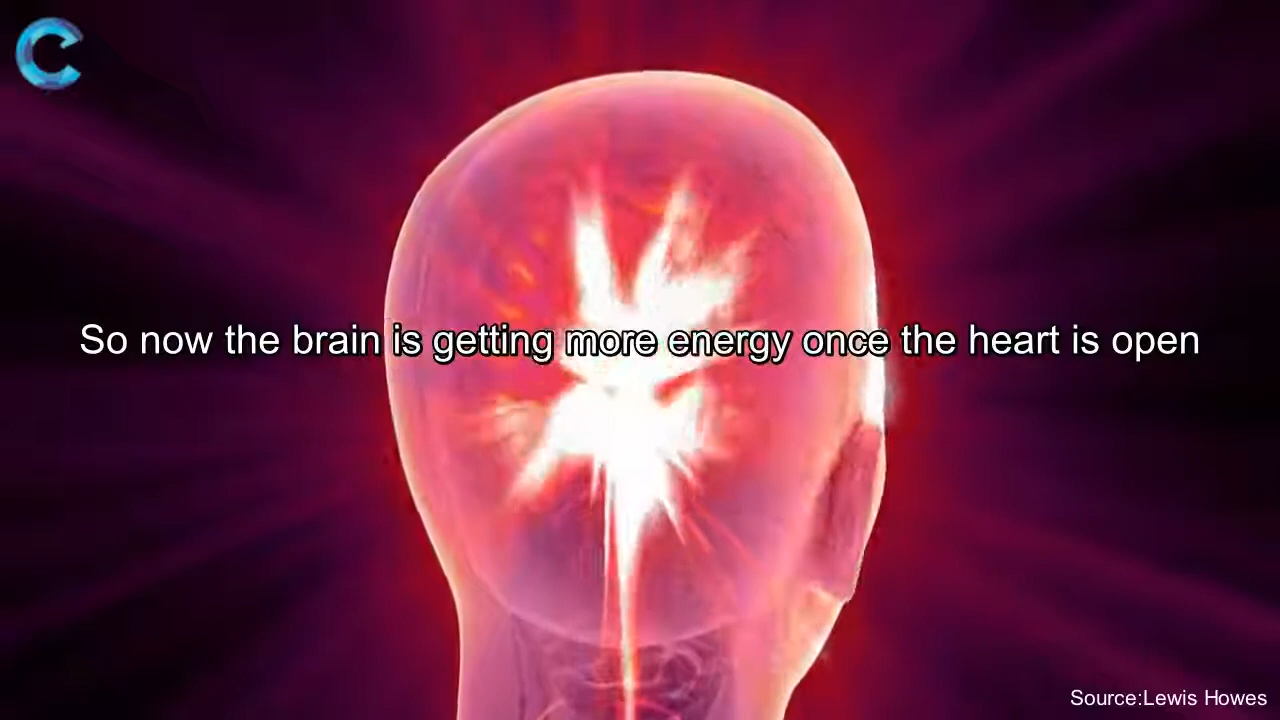 So now the brain is getting more energy once the heart is open
Source:Lewis Howes